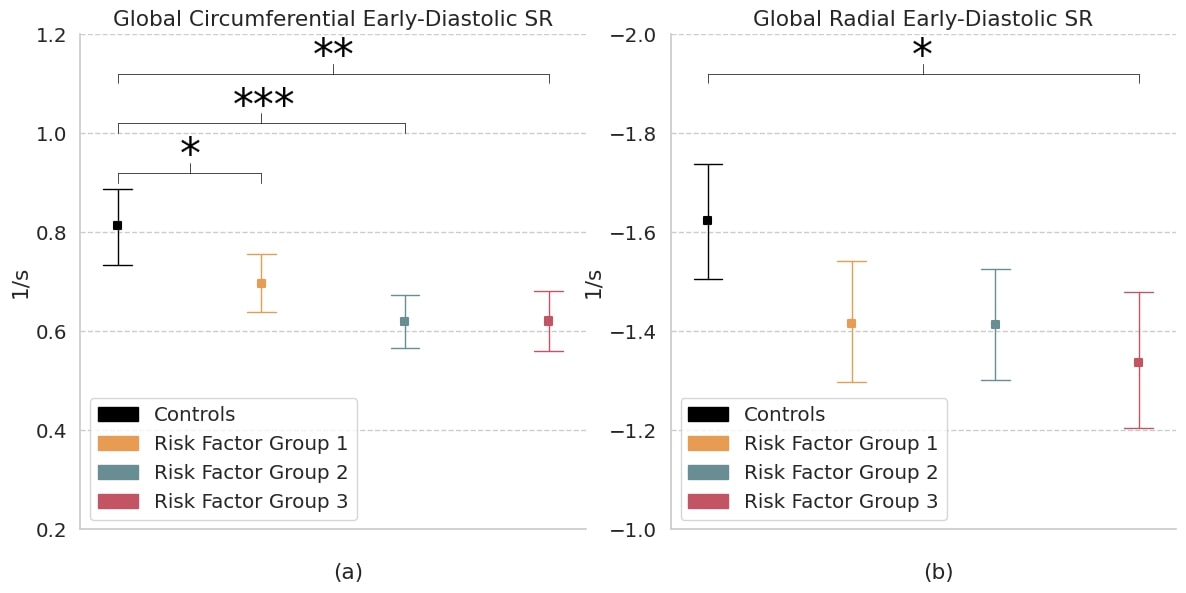 Global Circumferential Early-Diastolic SR
1.2
1.0
0.8
0.6
0.4
0.2
1/s
**
***
*
Controls
Risk Factor Group 1
Risk Factor Group 2
Risk Factor Group 3
(a)
Global Radial Early-Diastolic SR
−2.0
−1.8
−1.6
−1.4
−1.2
−1.0
1/s
*
Controls
Risk Factor Group 1
Risk Factor Group 2
Risk Factor Group 3
(b)